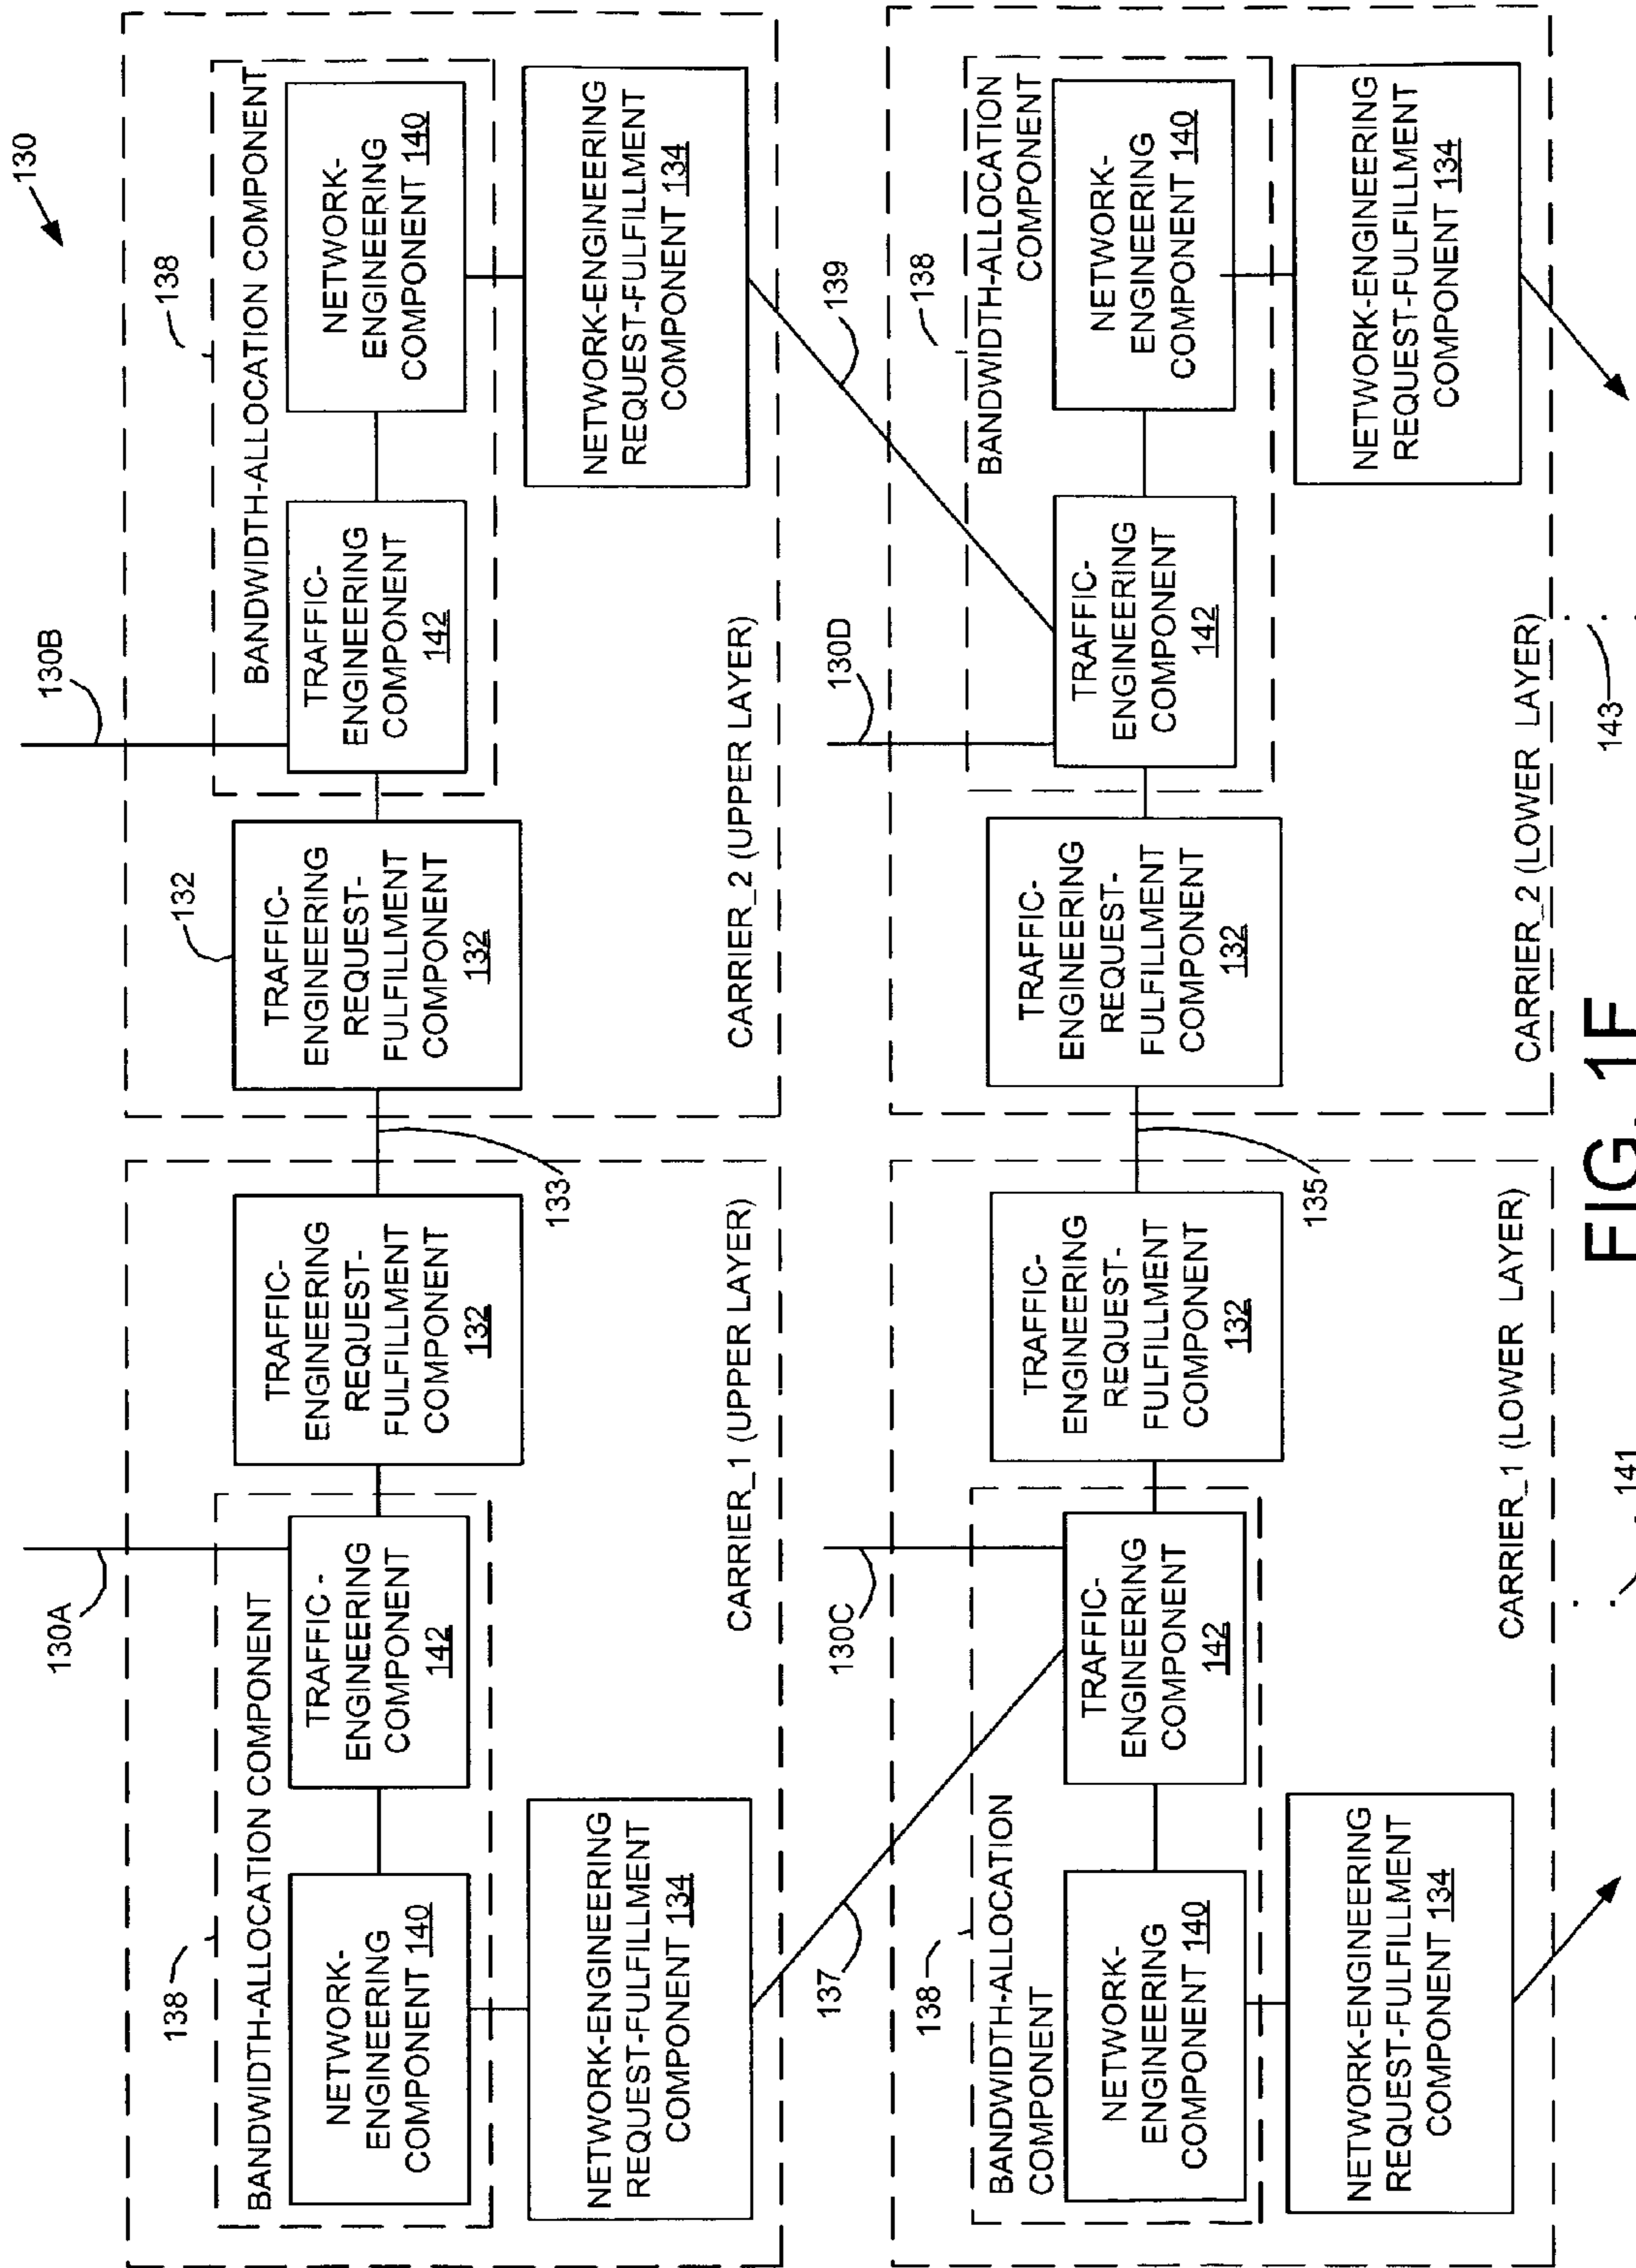 130
130A
130B
138
BANDWIDTH-ALLOCATION COMPONENT
NETWORK-
ENGINEERING
COMPONENT 140
TRAFFIC -
ENGINEERING
COMPONENT
142
TRAFFIC-
ENGINEERING
REQUEST-
FULFILLMENT
COMPONENT
132
NETWORK-ENGINEERING
REQUEST-FULFILLMENT
COMPONENT 134
CARRIER_1 (UPPER LAYER)
133
132
TRAFFIC-
ENGINEERING
REQUEST-
FULFILLMENT
COMPONENT
132
138
BANDWIDTH-ALLOCATION COMPONENT
TRAFFIC-
ENGINEERING
COMPONENT
142
NETWORK-
ENGINEERING
COMPONENT 140
NETWORK-ENGINEERING
REQUEST-FULFILLMENT
COMPONENT 134
CARRIER_2 (UPPER LAYER)
137
130C
130D
139
138
BANDWIDTH-ALLOCATION
COMPONENT
NETWORK-
ENGINEERING
COMPONENT 140
TRAFFIC-
ENGINEERING
COMPONENT
142
TRAFFIC-
ENGINEERING
REQUEST-
FULFILLMENT
COMPONENT
132
NETWORK-ENGINEERING
REQUEST-FULFILLMENT
COMPONENT 134
CARRIER_1 (LOWER LAYER)
135
TRAFFIC-
ENGINEERING
REQUEST-
FULFILLMENT
COMPONENT
132
138
BANDWIDTH-ALLOCATION
COMPONENT
TRAFFIC-
ENGINEERING
COMPONENT
142
NETWORK-
ENGINEERING
COMPONENT 140
NETWORK-ENGINEERING
REQUEST-FULFILLMENT
COMPONENT 134
CARRIER_2 (LOWER LAYER)
141
143
FIG. 1F